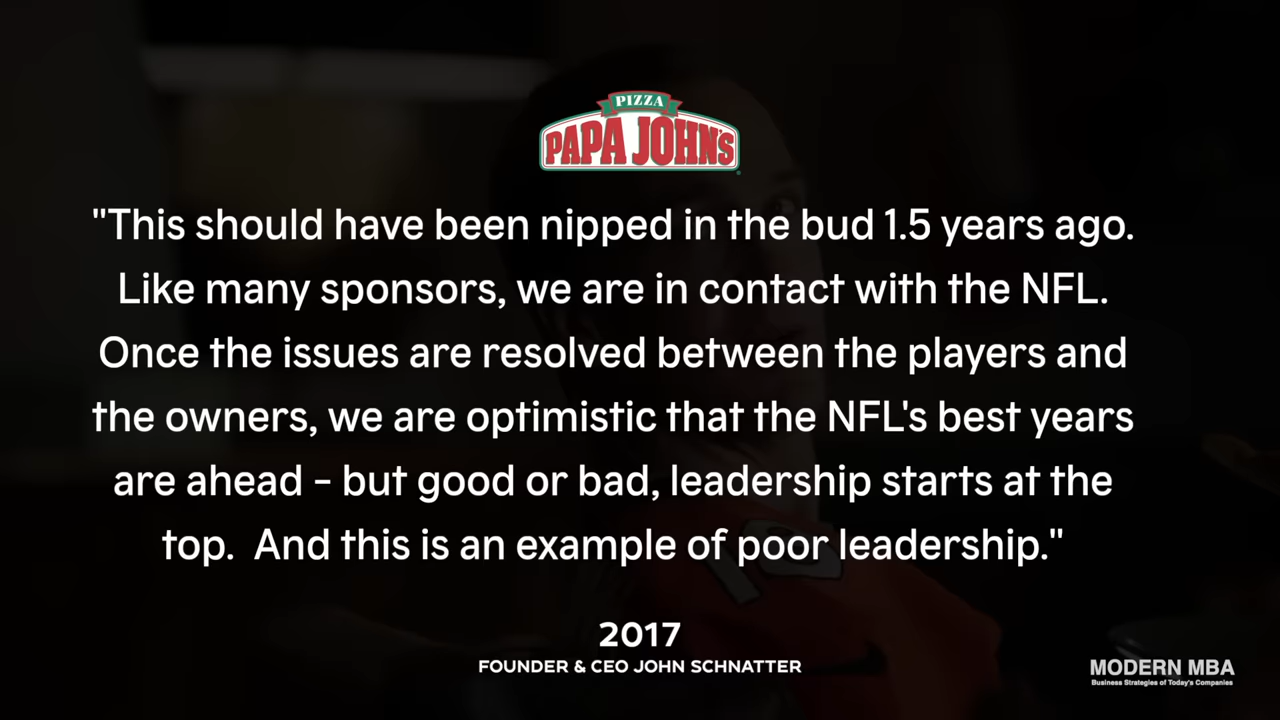 PIZZA
PAPA JOHN'S
"This should have been nipped in the bud 1.5 years ago.
Like many sponsors, we are in contact with the NFL.
Once the issues are resolved between the players and
the owners, we are optimistic that the NFL's best years
are ahead - but good or bad, leadership starts at the
top.  And this is an example of poor leadership."
2017
FOUNDER & CEO JOHN SCHNATTER
MODERN MBA
Business Strategies of Today's Companies